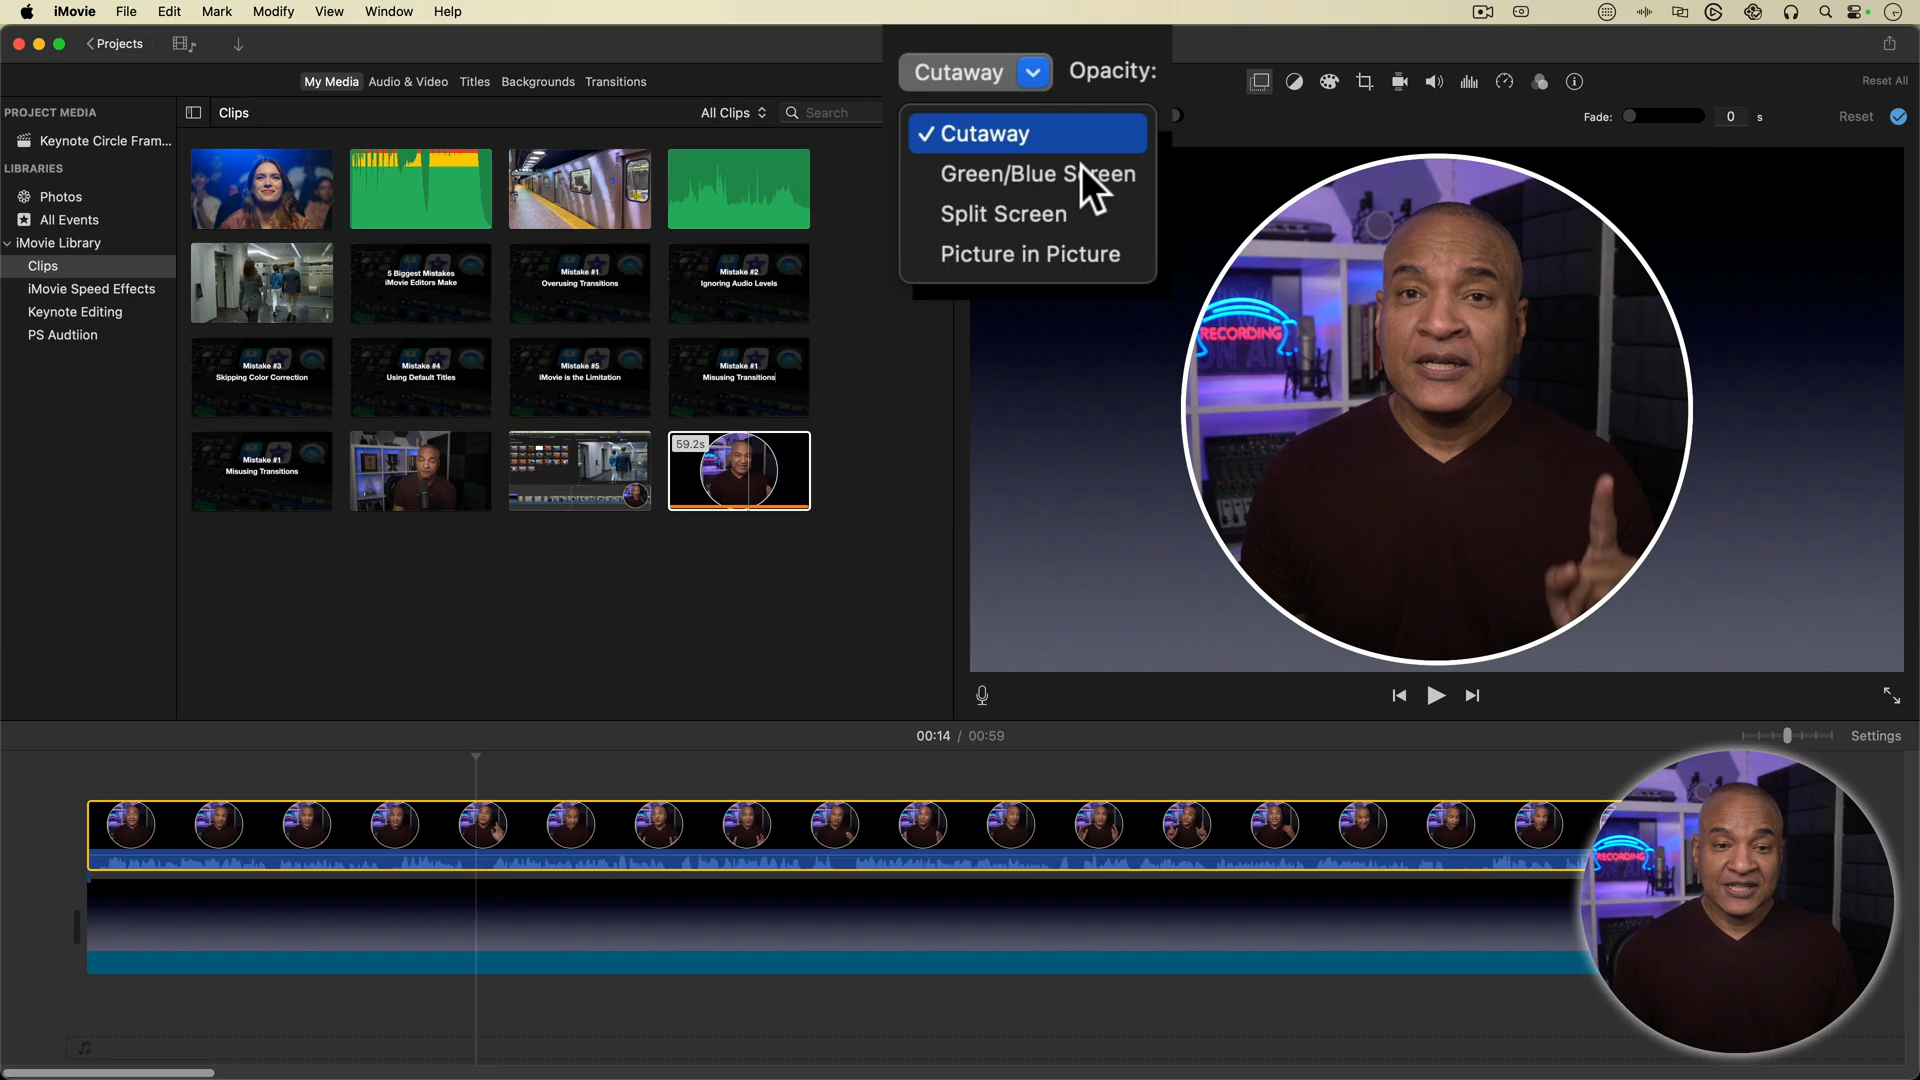 iMovie File Edit Mark Modify View Window Help
Projects
My Media Audio & Video Titles Backgrounds Transitions
Cutaway Opacity:
Reset All
PROJECT MEDIA
Keynote Circle Fram...
LIBRARIES
Photos
All Events
iMovie Library
Clips
iMovie Speed Effects
Keynote Editing
PS Audtiion
Clips All Clips Search
Cutaway
Green/Blue Screen
Split Screen
Picture in Picture
Fade: 0 s Reset
5 Biggest Mistakes
iMovie Editors Make
Mistake #1
Overusing Transitions
Mistake #2
Ignoring Audio Levels
Mistake #3
Skipping Color Correction
Mistake #4
Using Default Titles
Mistake #5
iMovie is the Limitation
Mistake #1
Misusing Transitions
Mistake #1
Misusing Transitions
59.2s
RECORDING
00:14 / 00:59
Settings
RECORDING